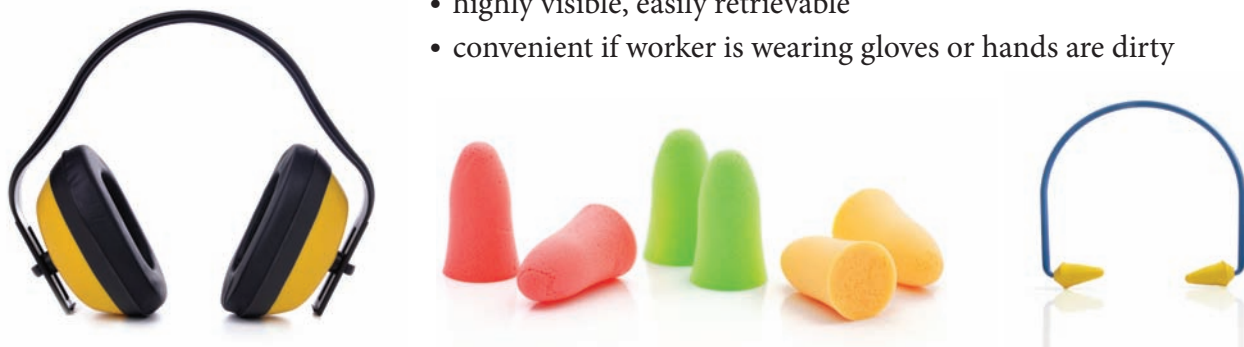 • highly visible, easily retrievable
• convenient if worker is wearing gloves or hands are dirty